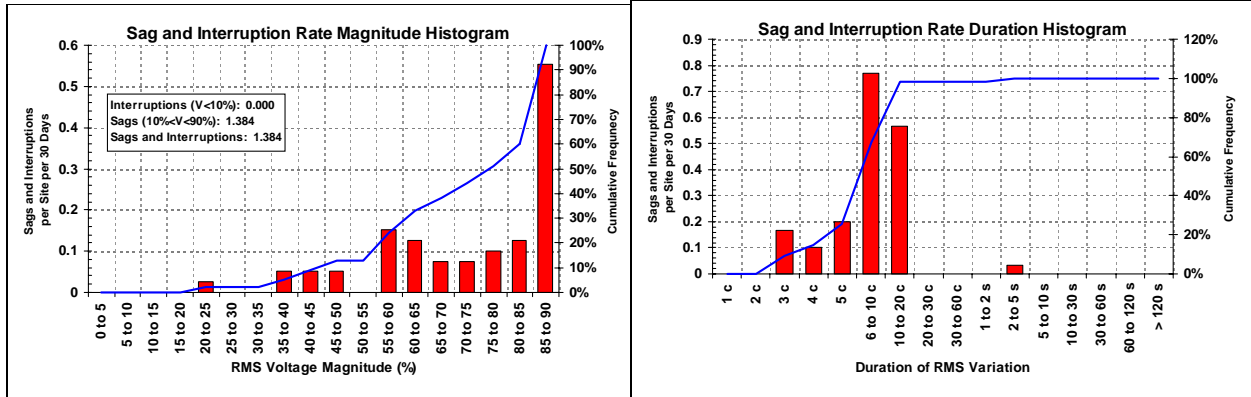 Sag and Interruption Rate Magnitude Histogram
Sags and Interruptions
per Site per 30 Days
0.6
0.5
0.4
0.3
0.2
0.1
0
Interruptions (V<10%): 0.000
Sags (10%<V<90%): 1.384
Sags and Interruptions: 1.384
100%
90%
80%
70%
60%
50%
40%
30%
20%
10%
0%
Cumulative Frequnecy
0 to 5
5 to 10
10 to 15
15 to 20
20 to 25
25 to 30
30 to 35
35 to 40
40 to 45
45 to 50
50 to 55
55 to 60
60 to 65
65 to 70
70 to 75
75 to 80
80 to 85
85 to 90
RMS Voltage Magnitude (%)
Sag and Interruption Rate Duration Histogram
Sags and Interruptions
per Site per 30 Days
0.9
0.8
0.7
0.6
0.5
0.4
0.3
0.2
0.1
0
120%
100%
80%
60%
40%
20%
0%
Cumulative Frequency
1 c
2 c
3 c
4 c
5 c
6 to 10 c
10 to 20 c
20 to 30 c
30 to 60 c
1 to 2 s
2 to 5 s
5 to 10 s
10 to 30 s
30 to 60 s
60 to 120 s
> 120 s
Duration of RMS Variation